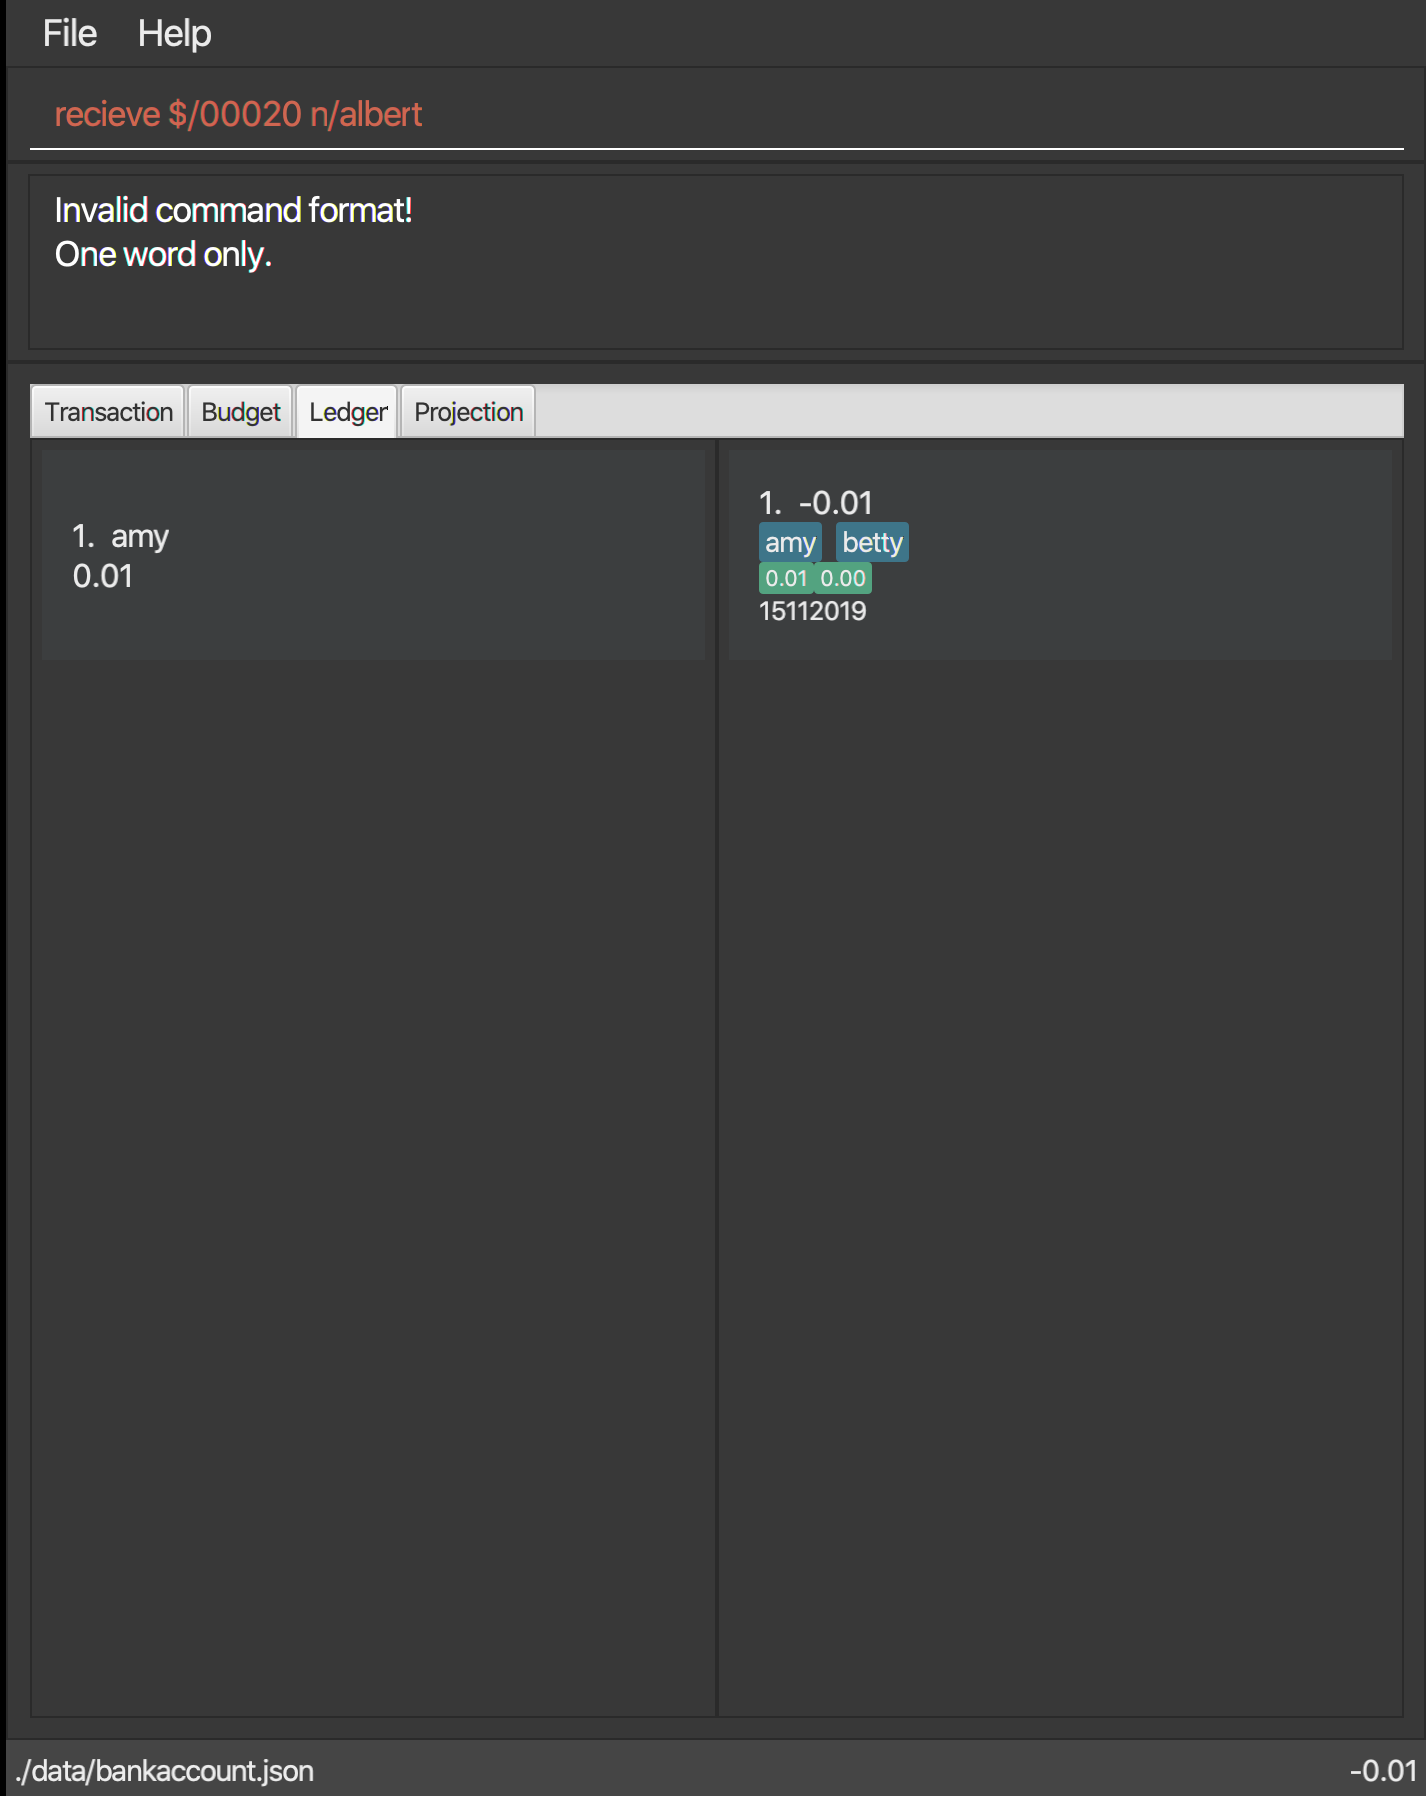 File Help
recieve $/00020 n/albert
Invalid command format!
One word only.
Transaction Budget Ledger Projection
1. amy
0.01
1. -0.01
amy betty
0.01 0.00
15112019
./data/bankaccount.json -0.01